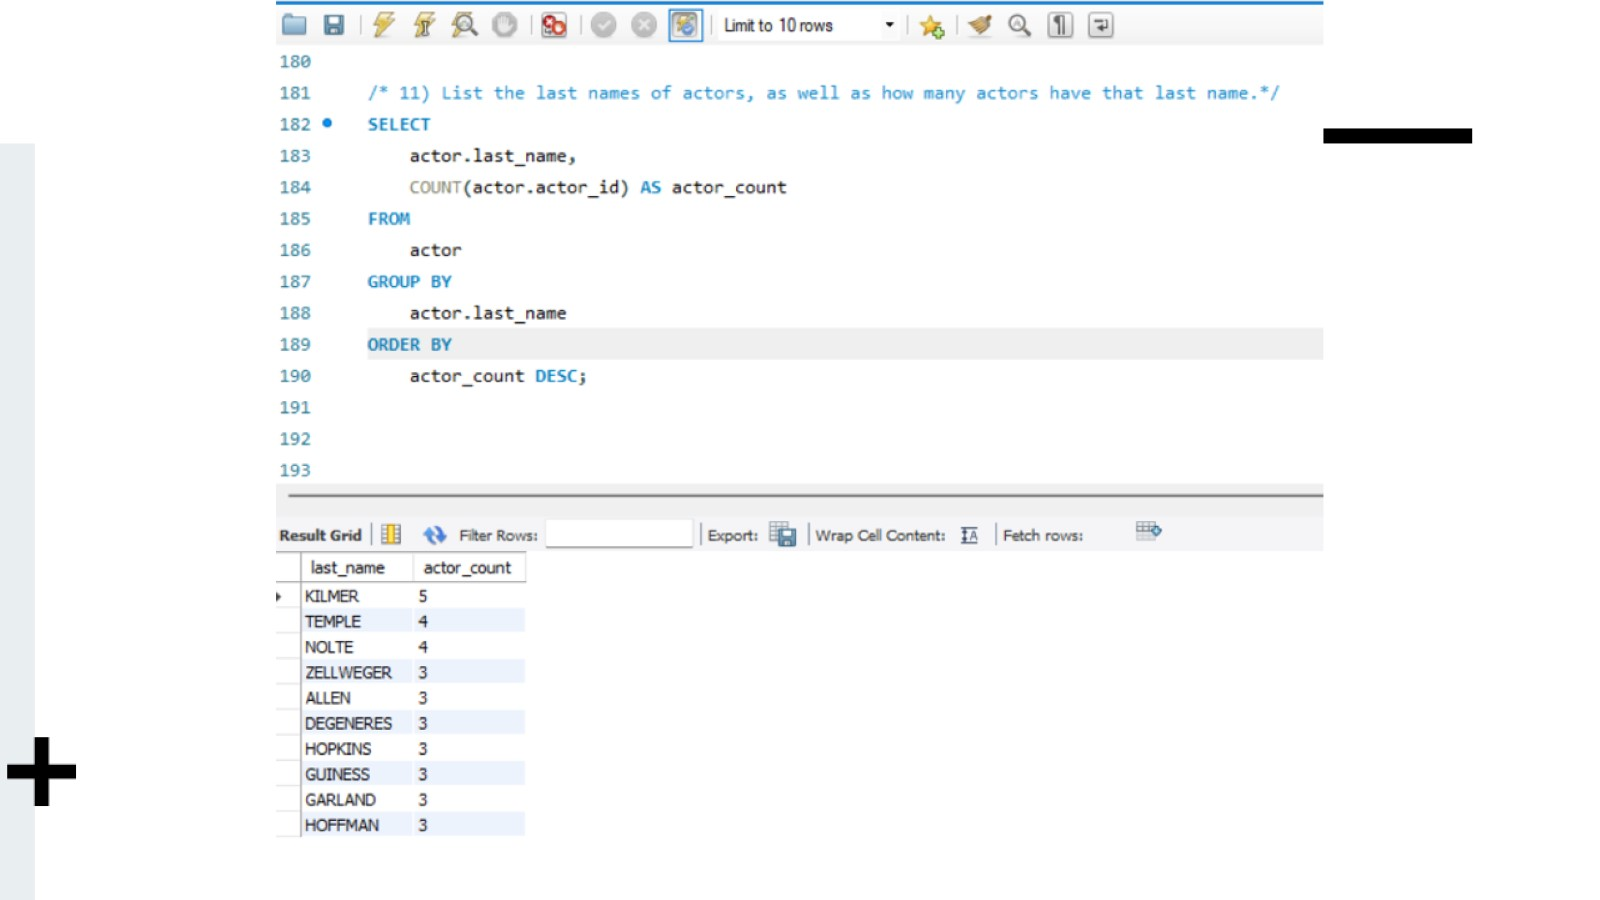 Limit to 10 rows
180
181 /* 11) List the last names of actors, as well as how many actors have that last name.*/
182 SELECT
183 actor.last_name,
184 COUNT(actor.actor_id) AS actor_count
185 FROM
186 actor
187 GROUP BY
188 actor.last_name
189 ORDER BY
190 actor_count DESC;
191
192
193
Result Grid Filter Rows: Export: Wrap Cell Content: IA Fetch rows:
last_name actor_count
KILMER 5
TEMPLE 4
NOLTE 4
ZELLWEGER 3
ALLEN 3
DEGENERES 3
HOPKINS 3
GUINESS 3
GARLAND 3
HOFFMAN 3